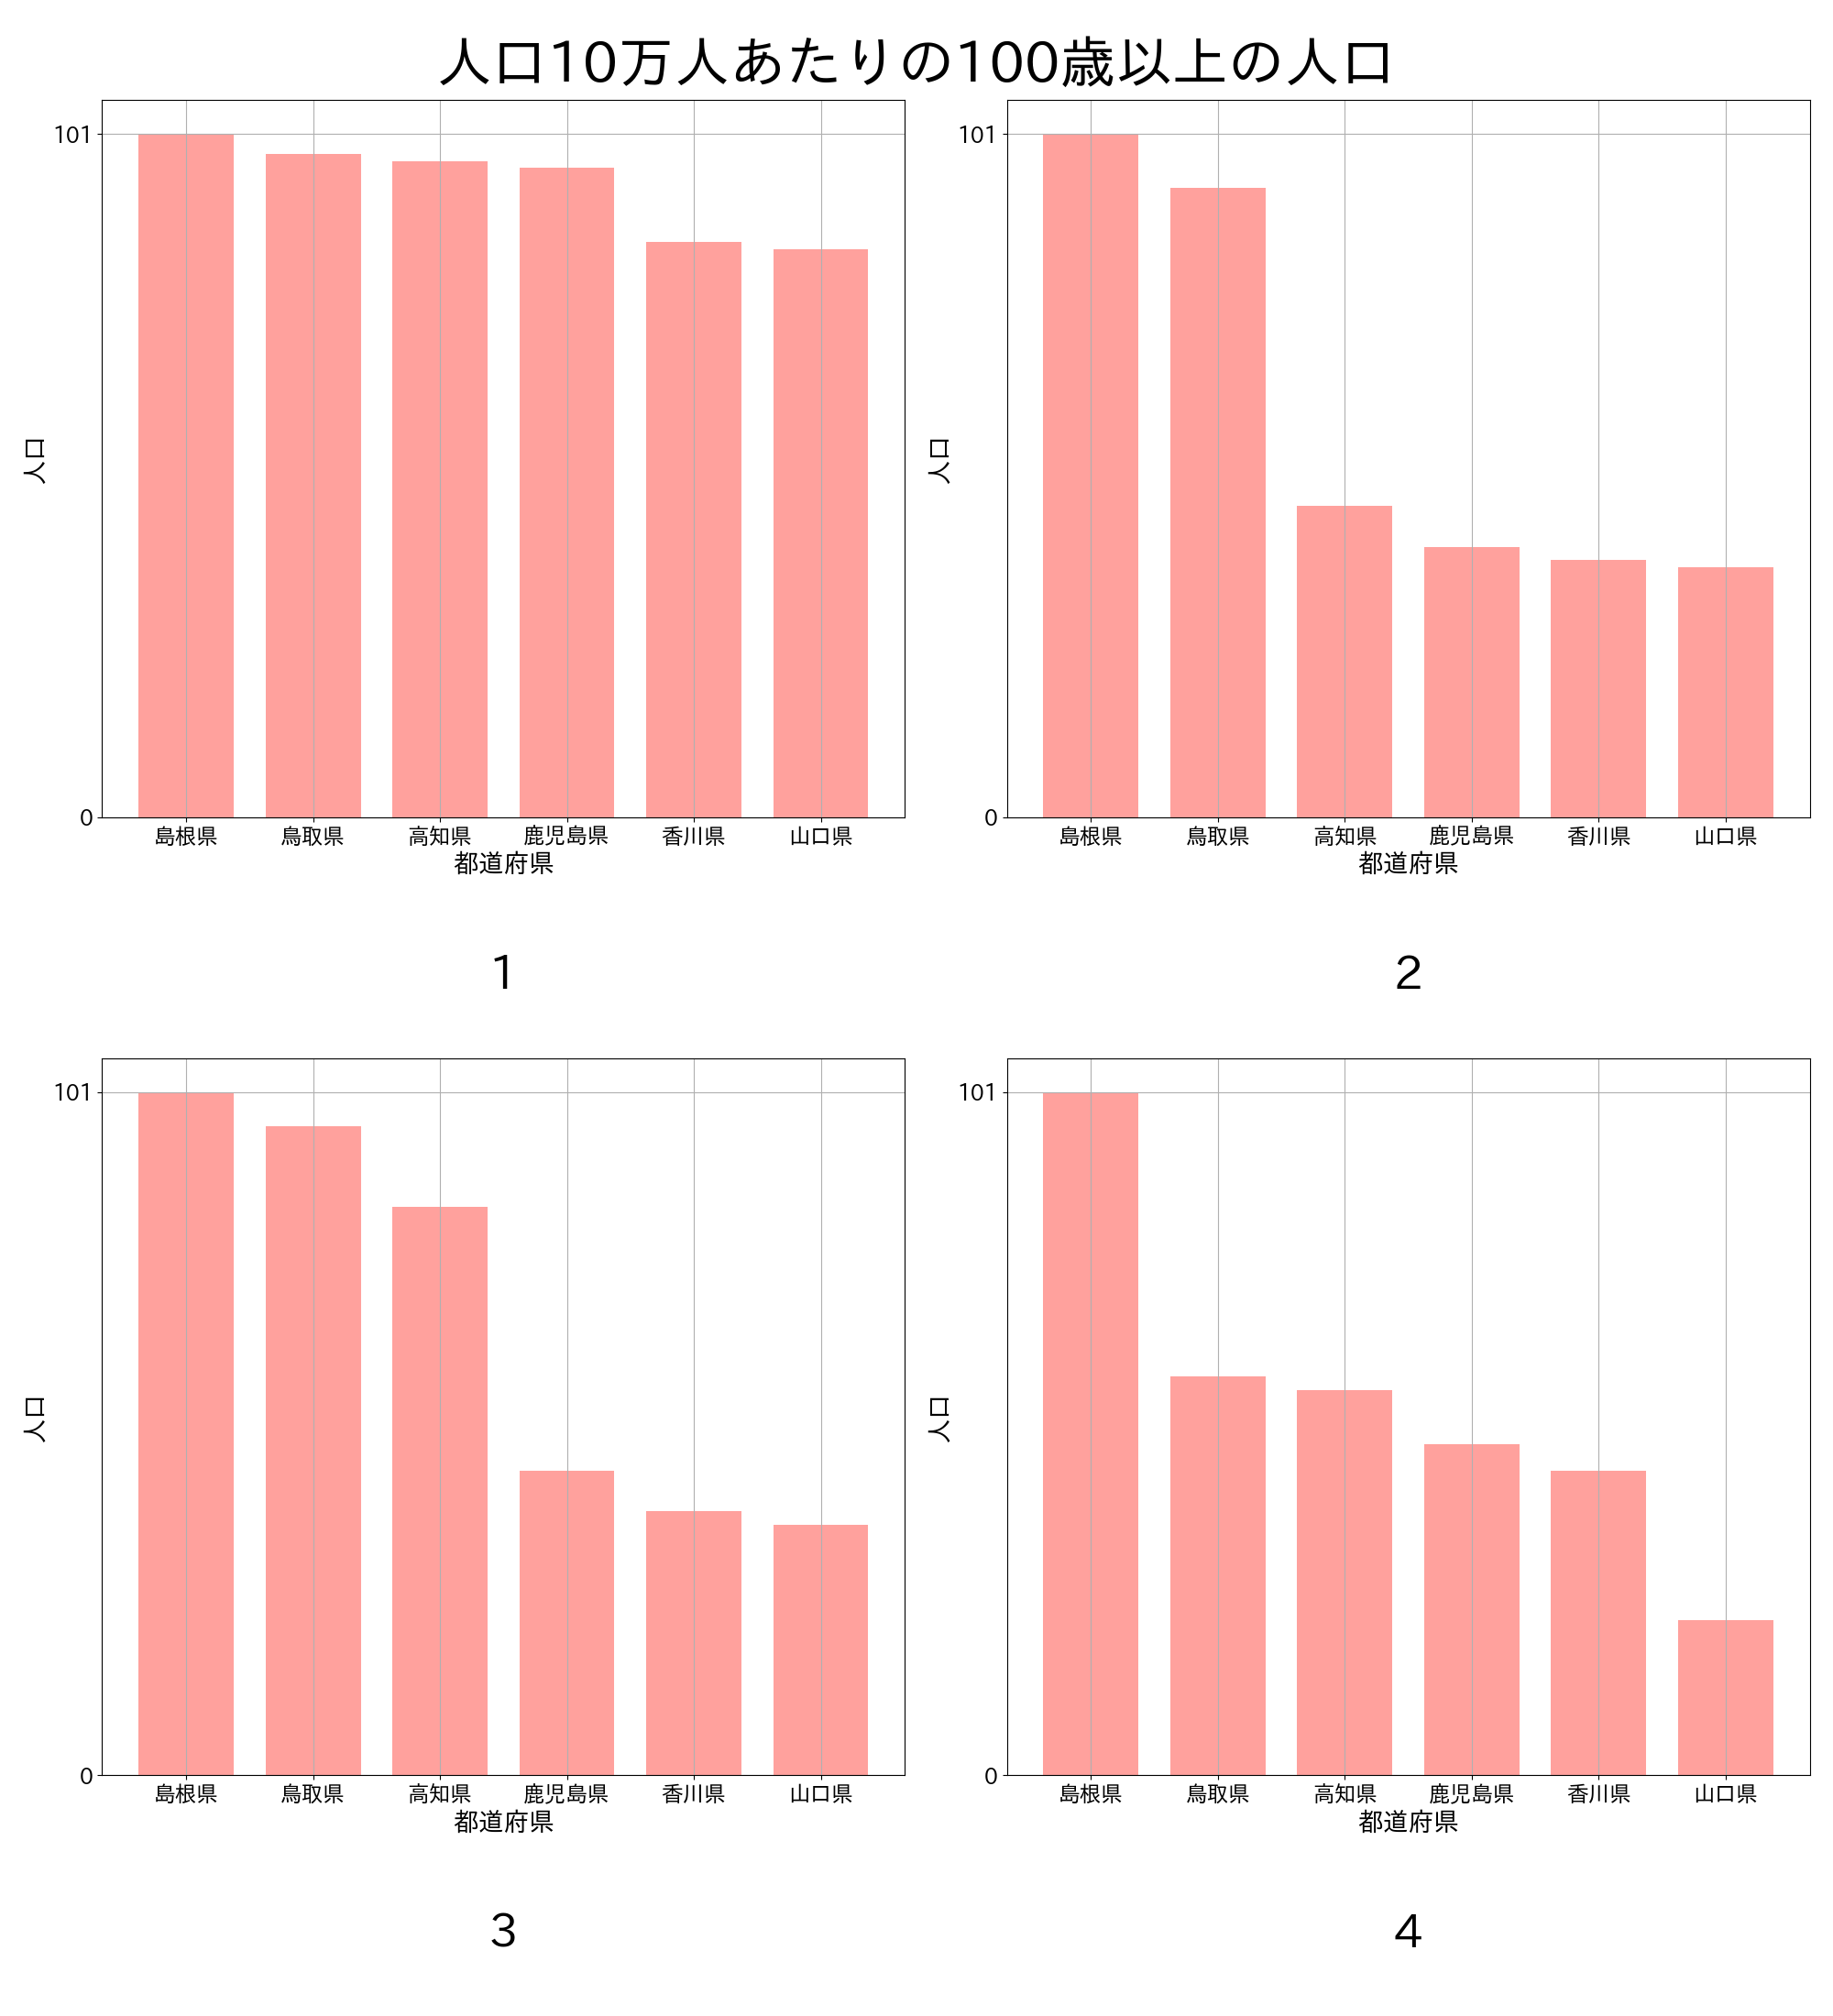 人口10万人あたりの100歳以上の人口
101
0
人口
島根県 鳥取県 高知県 鹿児島県 香川県 山口県
都道府県
1
101
0
人口
島根県 鳥取県 高知県 鹿児島県 香川県 山口県
都道府県
2
101
0
人口
島根県 鳥取県 高知県 鹿児島県 香川県 山口県
都道府県
3
101
0
人口
島根県 鳥取県 高知県 鹿児島県 香川県 山口県
都道府県
4